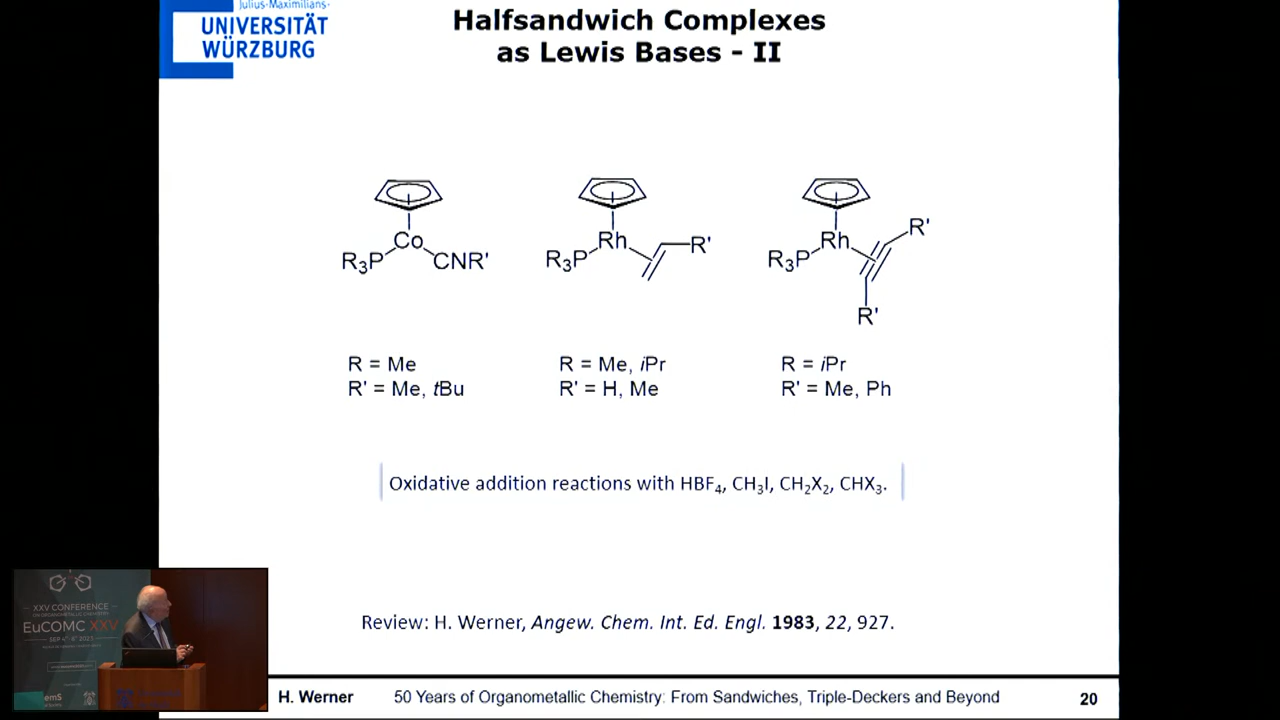 Julius-Maximilians-
UNIVERSITÄT
WÜRZBURG
Halfsandwich Complexes
as Lewis Bases - II
Co
R₃P
CNR'
Rh
R₃P
R'
Rh
R₃P
R'
R'
R = Me
R' = Me, tBu
R = Me, iPr
R' = H, Me
R = iPr
R' = Me, Ph
Oxidative addition reactions with HBF₄, CH₃I, CH₂X₂, CHX₃.
Review: H. Werner, Angew. Chem. Int. Ed. Engl. 1983, 22, 927.
XXV CONFERENCE
ON ORGANOMETALLIC CHEMISTRY
EuCOMC XXV
H. Werner
50 Years of Organometallic Chemistry: From Sandwiches, Triple-Deckers and Beyond
20